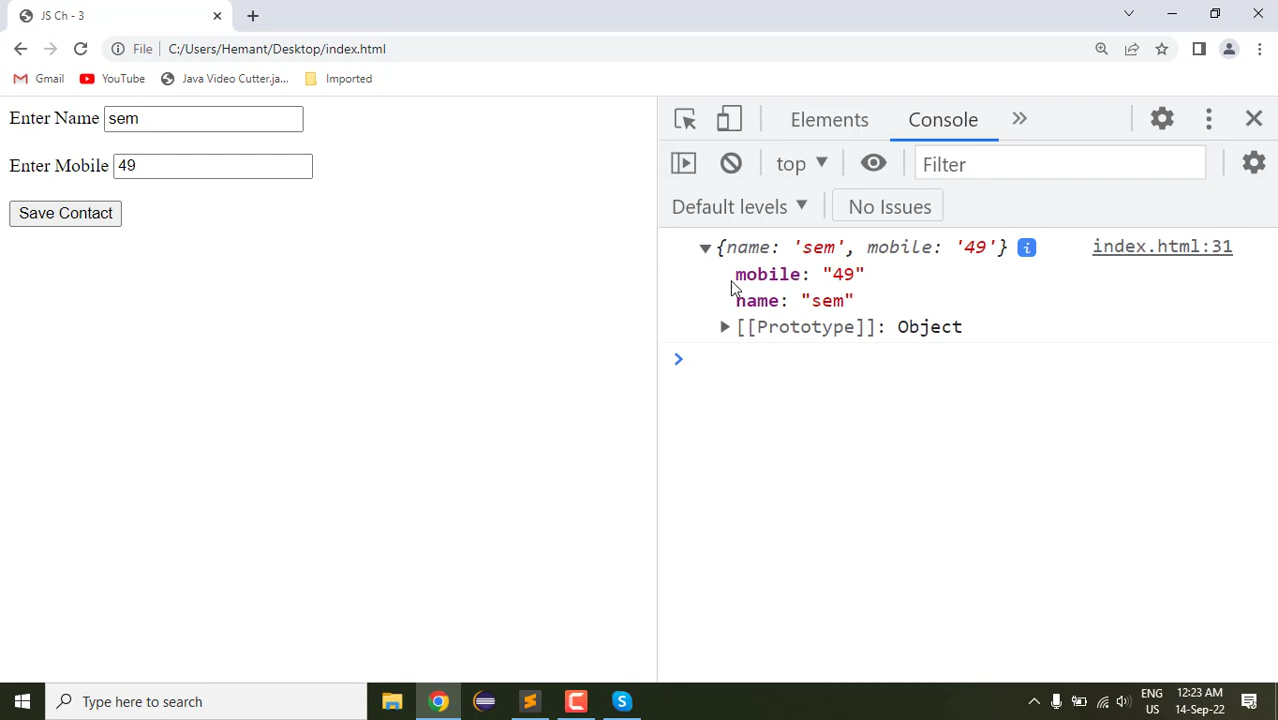 JS Ch - 3
File C:/Users/Hemant/Desktop/index.html
Gmail YouTube Java Video Cutter.ja... Imported
Enter Name sem
Enter Mobile 49
Save Contact
Elements Console
top Filter
Default levels No Issues
{name: 'sem', mobile: '49'} i index.html:31
mobile: "49"
name: "sem"
[[Prototype]]: Object
Type here to search
ENG 12:23 AM
US 14-Sep-22